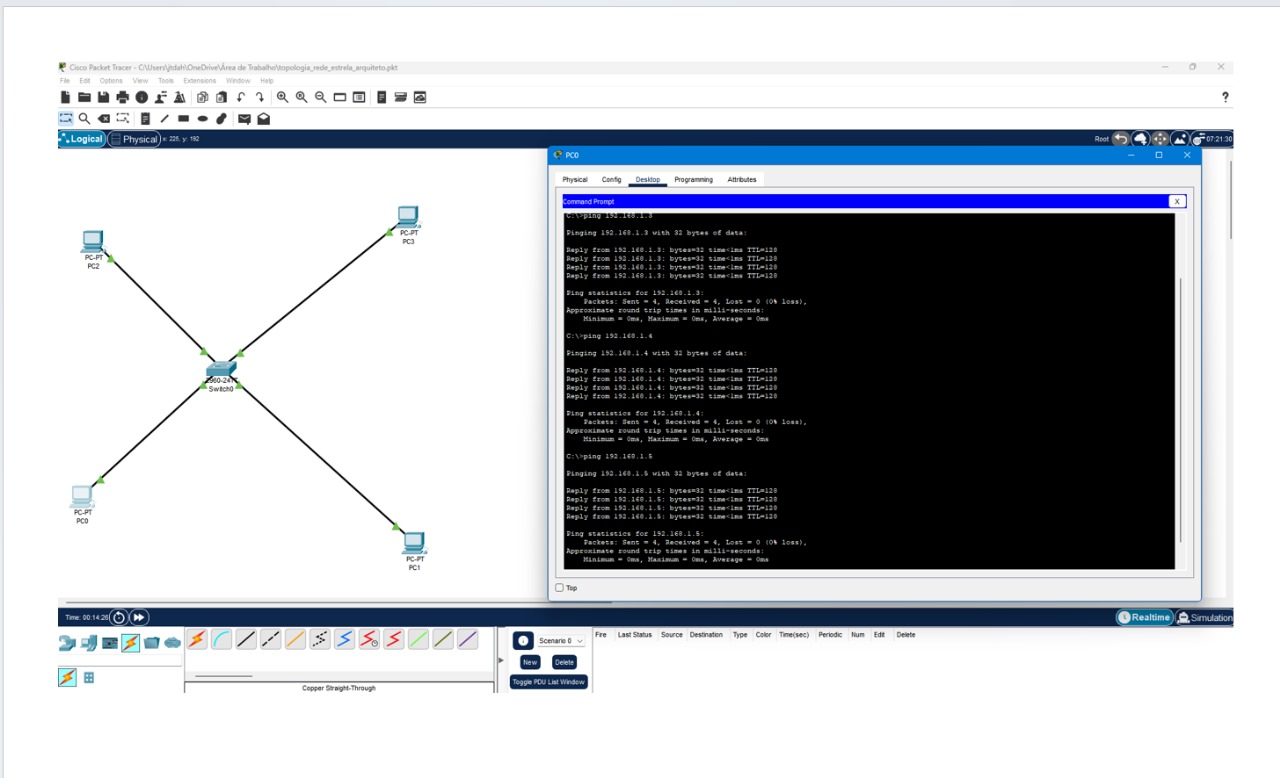 Cisco Packet Tracer - C:\Users\jtdah\OneDrive\Área de Trabalho\topologia_rede_estrela_arquiteto.pkt
File Edit Options View Tools Extensions Window Help
?
Logical Physical x: 225, y: 192
Root 07:21:30
PC0
Physical Config Desktop Programming Attributes
Command Prompt X
C:\>ping 192.168.1.3
Pinging 192.168.1.3 with 32 bytes of data:
Reply from 192.168.1.3: bytes=32 time<1ms TTL=128
Reply from 192.168.1.3: bytes=32 time<1ms TTL=128
Reply from 192.168.1.3: bytes=32 time<1ms TTL=128
Reply from 192.168.1.3: bytes=32 time<1ms TTL=128
Ping statistics for 192.168.1.3:
Packets: Sent = 4, Received = 4, Lost = 0 (0% loss),
Approximate round trip times in milli-seconds:
Minimum = 0ms, Maximum = 0ms, Average = 0ms
C:\>ping 192.168.1.4
Pinging 192.168.1.4 with 32 bytes of data:
Reply from 192.168.1.4: bytes=32 time<1ms TTL=128
Reply from 192.168.1.4: bytes=32 time<1ms TTL=128
Reply from 192.168.1.4: bytes=32 time<1ms TTL=128
Reply from 192.168.1.4: bytes=32 time<1ms TTL=128
Ping statistics for 192.168.1.4:
Packets: Sent = 4, Received = 4, Lost = 0 (0% loss),
Approximate round trip times in milli-seconds:
Minimum = 0ms, Maximum = 0ms, Average = 0ms
C:\>ping 192.168.1.5
Pinging 192.168.1.5 with 32 bytes of data:
Reply from 192.168.1.5: bytes=32 time<1ms TTL=128
Reply from 192.168.1.5: bytes=32 time<1ms TTL=128
Reply from 192.168.1.5: bytes=32 time<1ms TTL=128
Reply from 192.168.1.5: bytes=32 time<1ms TTL=128
Ping statistics for 192.168.1.5:
Packets: Sent = 4, Received = 4, Lost = 0 (0% loss),
Approximate round trip times in milli-seconds:
Minimum = 0ms, Maximum = 0ms, Average = 0ms
Top
PC-PT
PC3
PC-PT
PC2
Switch0
PC-PT
PC0
PC-PT
PC1
Time: 00:14:26
Realtime Simulation
Scenario 0
New Delete
Toggle PDU List Window
Fire Last Status Source Destination Type Color Time(sec) Periodic Num Edit Delete
Copper Straight-Through